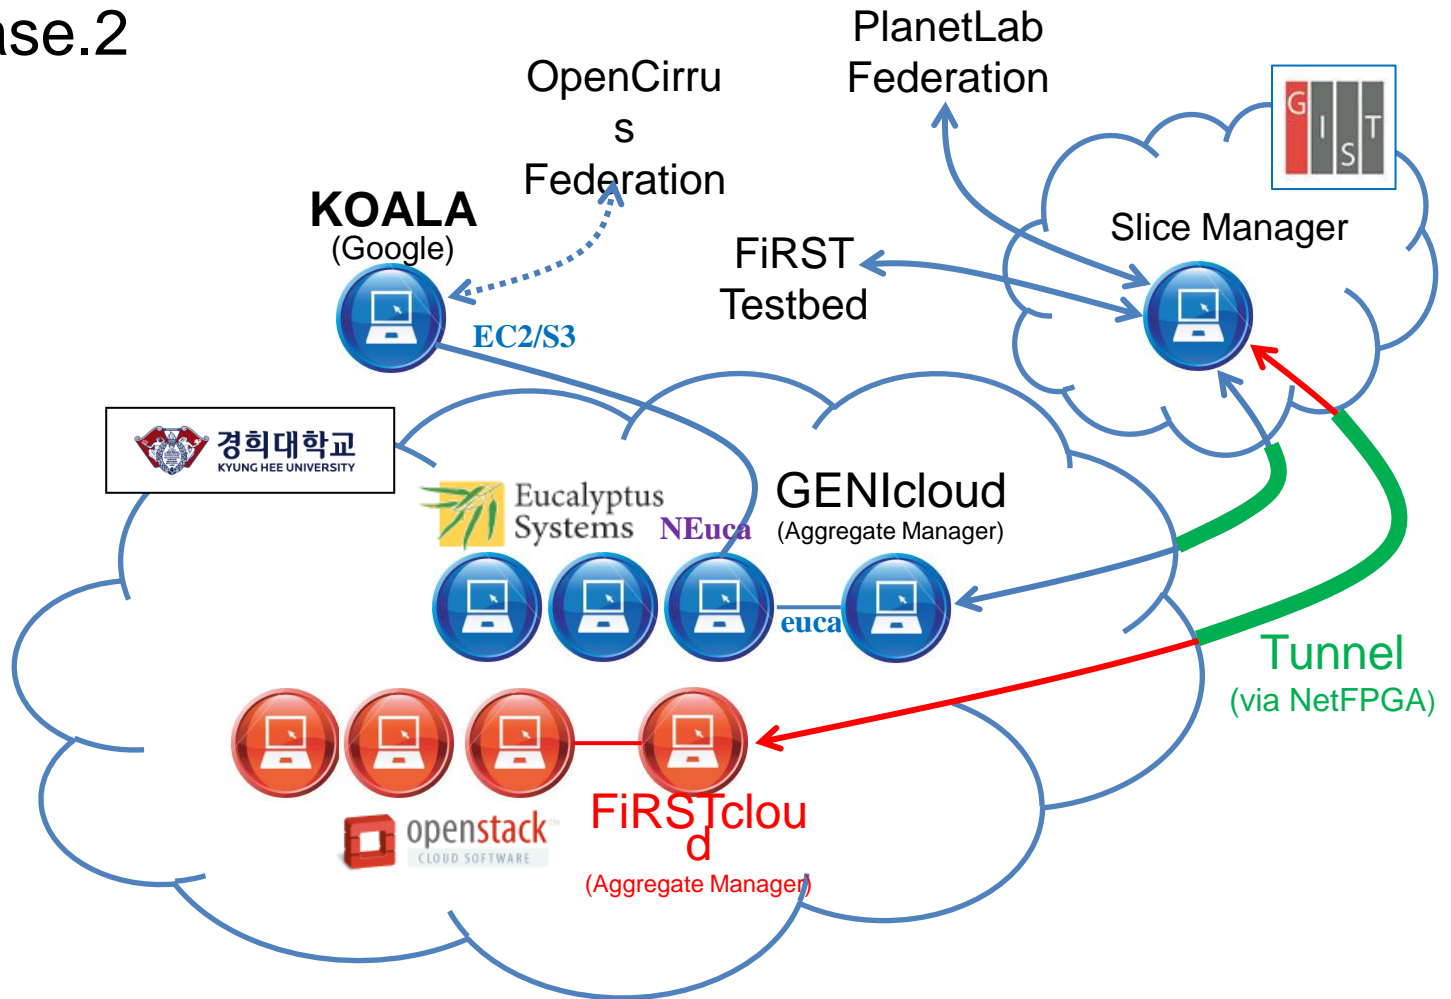 ase.2
PlanetLab
Federation
OpenCirru
s
Federation
G
I
S
T
KOALA
(Google)
Slice Manager
FiRST
Testbed
EC2/S3
경희대학교
KYUNG HEE UNIVERSITY
Eucalyptus
Systems
NEuca
GENIcloud
(Aggregate Manager)
euca
Tunnel
(via NetFPGA)
openstack™
CLOUD SOFTWARE
FiRSTclou
d
(Aggregate Manager)